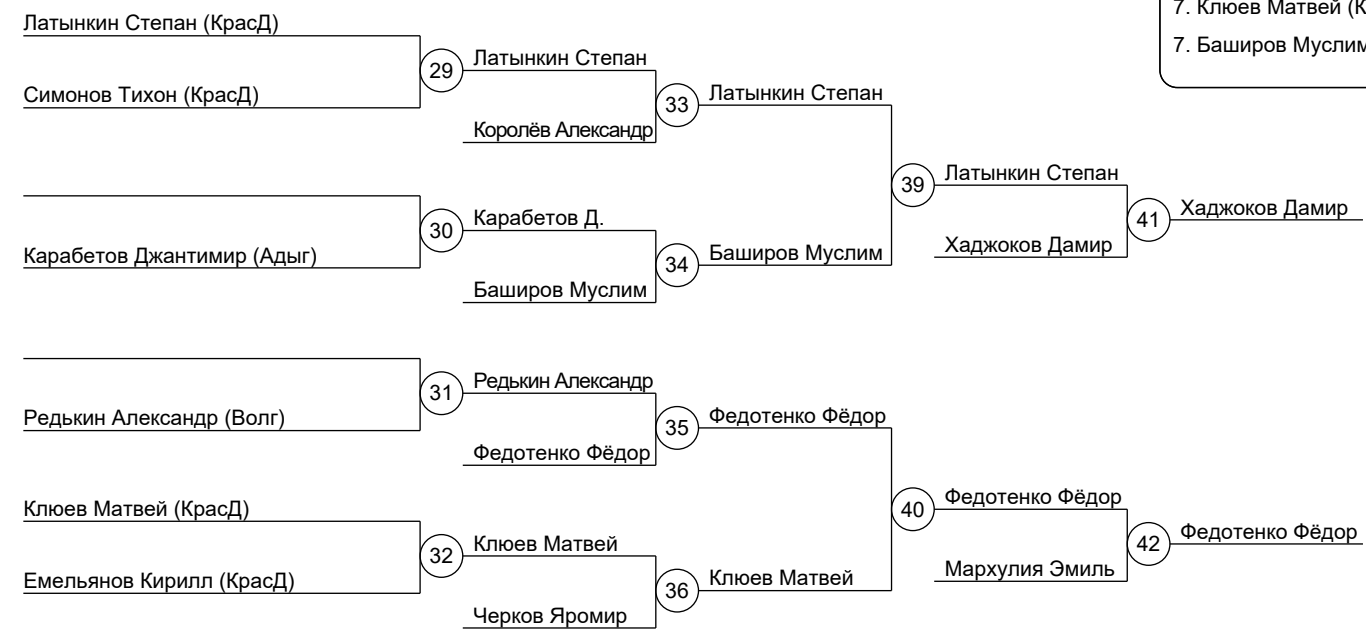 Латынкин Степан (КрасД)
Симонов Тихон (КрасД)
29
Латынкин Степан
Королёв Александр
33
Латынкин Степан
Карабетов Джантимир (Адыг)
30
Карабетов Д.
Баширов Муслим
34
Баширов Муслим
39
Латынкин Степан
Хаджоков Дамир
41
Хаджоков Дамир
Редькин Александр (Волг)
31
Редькин Александр
Федотенко Фёдор
35
Федотенко Фёдор
Клюев Матвей (КрасД)
Емельянов Кирилл (КрасД)
32
Клюев Матвей
Черков Яромир
36
Клюев Матвей
40
Федотенко Фёдор
Мархулия Эмиль
42
Федотенко Фёдор
7. Клюев Матвей (К
7. Баширов Муслим